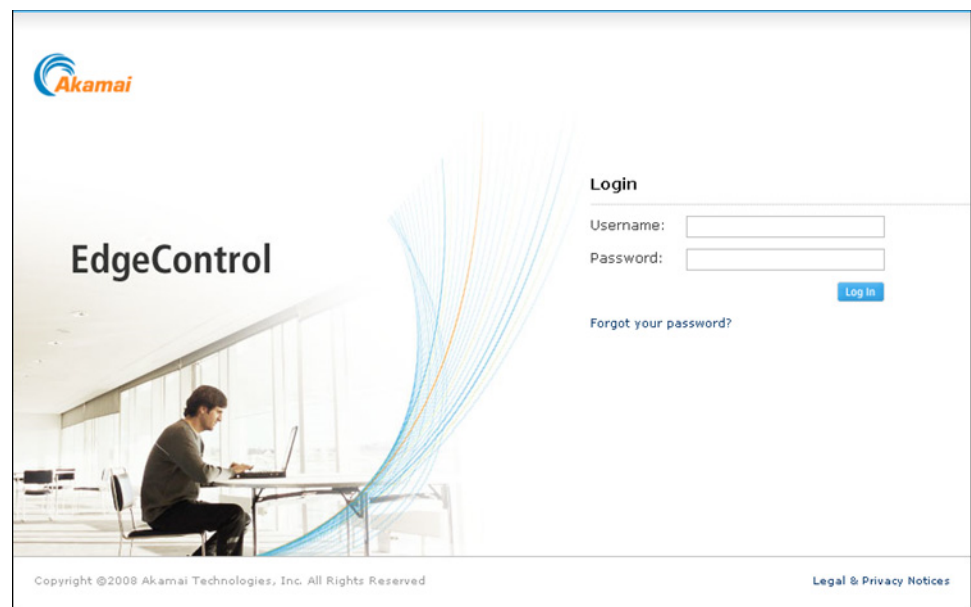 Akamai
Login
Username:
EdgeControl
Password:
Log In
Forgot your password?
Copyright ©2008 Akamai Technologies, Inc. All Rights Reserved
Legal & Privacy Notices